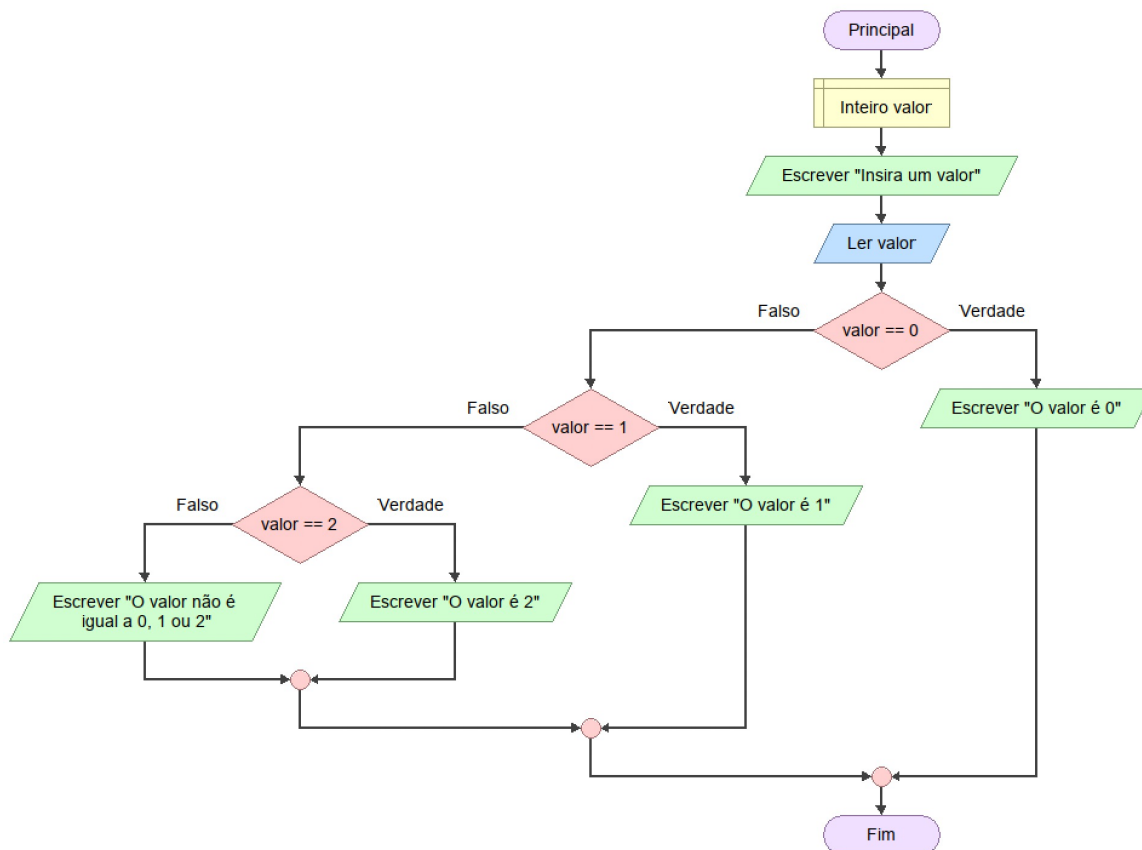 Principal
Inteiro valor
Escrever "Insira um valor"
Ler valor
Falso
valor == 0
Verdade
Escrever "O valor é 0"
Falso
valor == 1
Verdade
Escrever "O valor é 1"
Falso
valor == 2
Verdade
Escrever "O valor não é
igual a 0, 1 ou 2"
Escrever "O valor é 2"
Fim